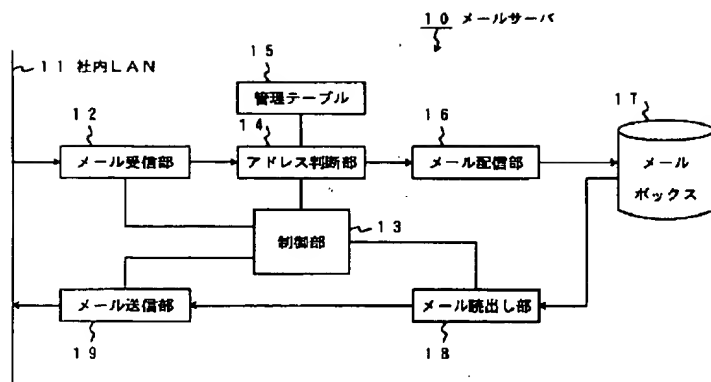 10 メールサーバ
11 社内LAN
15
管理テーブル
17
12
14
16
メール受信部
アドレス判断部
メール配信部
メール
ボックス
制御部
13
メール送信部
メール読出し部
19
18